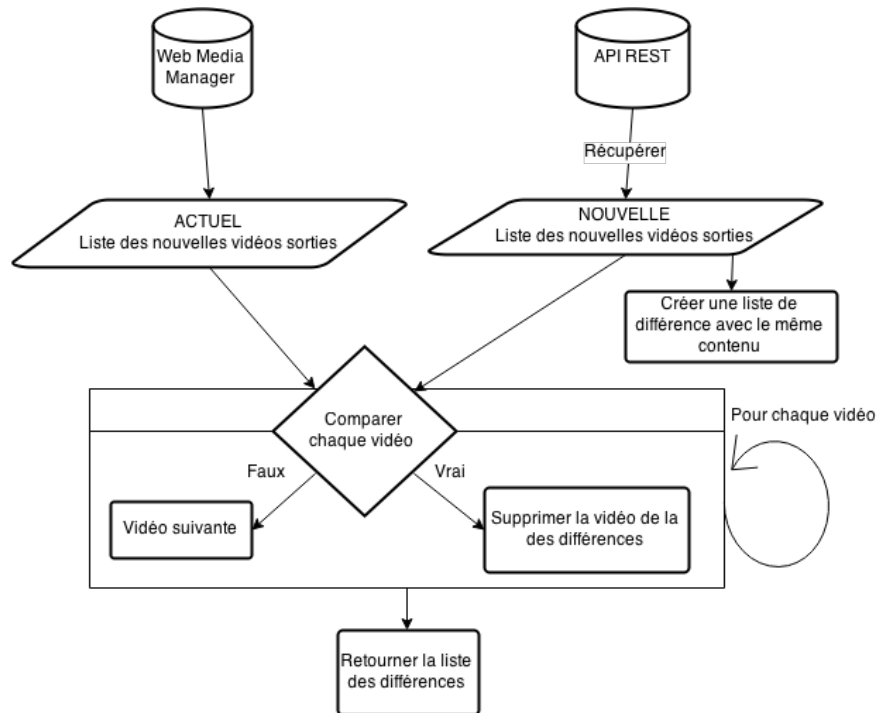 Web Media
Manager
API REST
Récupérer
ACTUEL
Liste des nouvelles vidéos sorties
NOUVELLE
Liste des nouvelles vidéos sorties
Créer une liste de
différence avec le même
contenu
Comparer
chaque vidéo
Pour chaque vidéo
Faux
Vrai
Vidéo suivante
Supprimer la vidéo de la
des différences
Retourner la liste
des différences